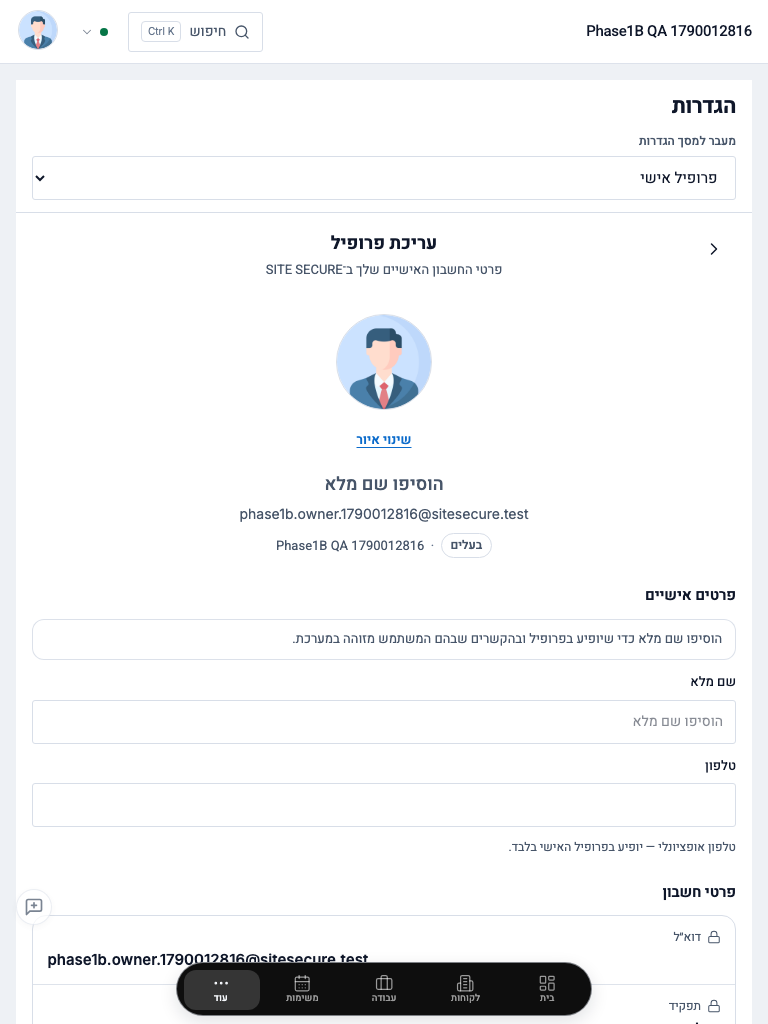 Phase1B QA 1790012816
חיפוש Ctrl K
הגדרות
מעבר למסך הגדרות
פרופיל אישי
עריכת פרופיל
פרטי החשבון האישיים שלך ב־SITE SECURE
שינוי איור
הוסיפו שם מלא
phase1b.owner.1790012816@sitesecure.test
בעלים · Phase1B QA 1790012816
פרטים אישיים
הוסיפו שם מלא כדי שיופיע בפרופיל ובהקשרים שבהם המשתמש מזוהה במערכת.
שם מלא
הוסיפו שם מלא
טלפון
טלפון אופציונלי — יופיע בפרופיל האישי בלבד.
פרטי חשבון
דוא״ל
phase1b.owner.1790012816@sitesecure.test
תפקיד
בית לקוחות עבודה משימות עוד